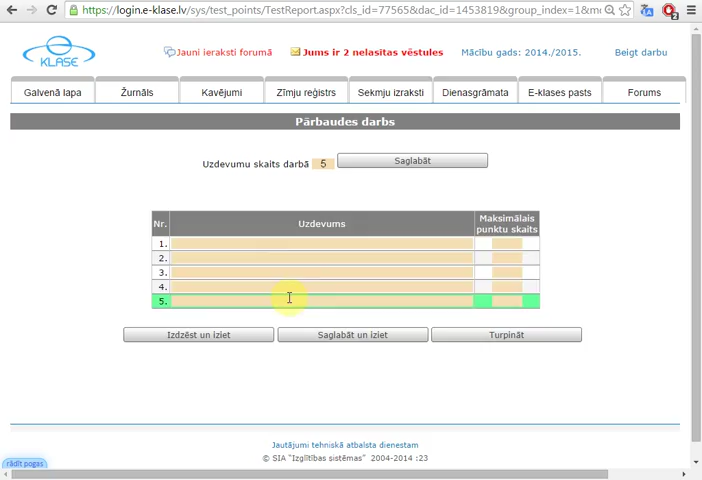 https://login.e-klase.lv/sys/test_points/TestReport.aspx?cls_id=77565&dac_id=1453819&group_index=1&mo
2
KLASE
Jauni ieraksti forumā
Jums ir 2 nelasītas vēstules
Mācību gads: 2014./2015.
Beigt darbu
Galvenā lapa
Žurnāls
Kavējumi
Zīmju reģistrs
Sekmju izraksti
Dienasgrāmata
E-klases pasts
Forums
Pārbaudes darbs
Uzdevumu skaits darbā 5 Saglabāt
Nr. Uzdevums Maksimālais
punktu skaits
1.
2.
3.
4.
5.
Izdzēst un iziet
Saglabāt un iziet
Turpināt
Jautājumi tehniskā atbalsta dienestam
© SIA "Izglītības sistēmas" 2004-2014 :23
rādīt pogas